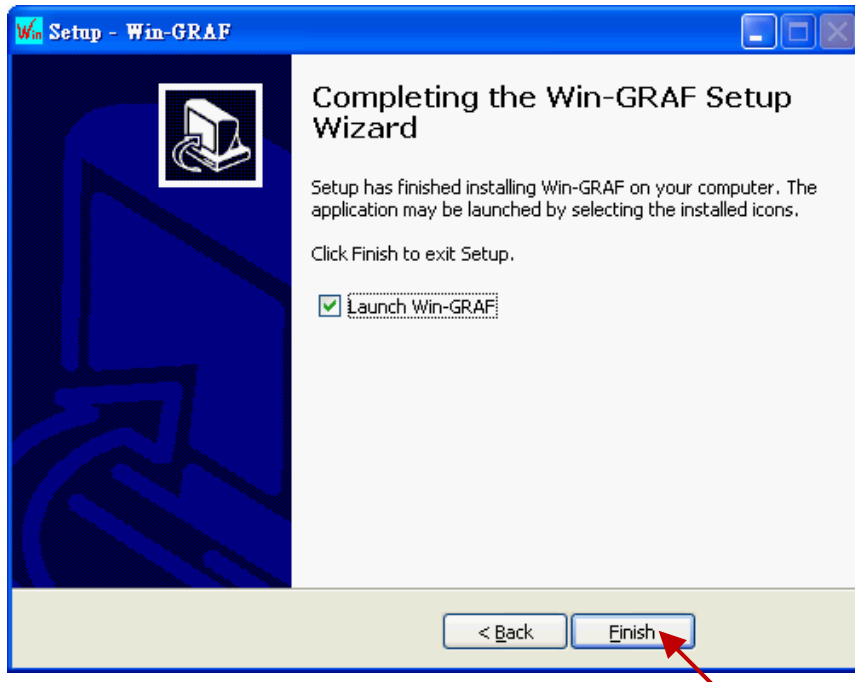 Win Setup - Win-GRAF
Completing the Win-GRAF Setup
Wizard
Setup has finished installing Win-GRAF on your computer. The
application may be launched by selecting the installed icons.
Click Finish to exit Setup.
Launch Win-GRAF
< Back Finish